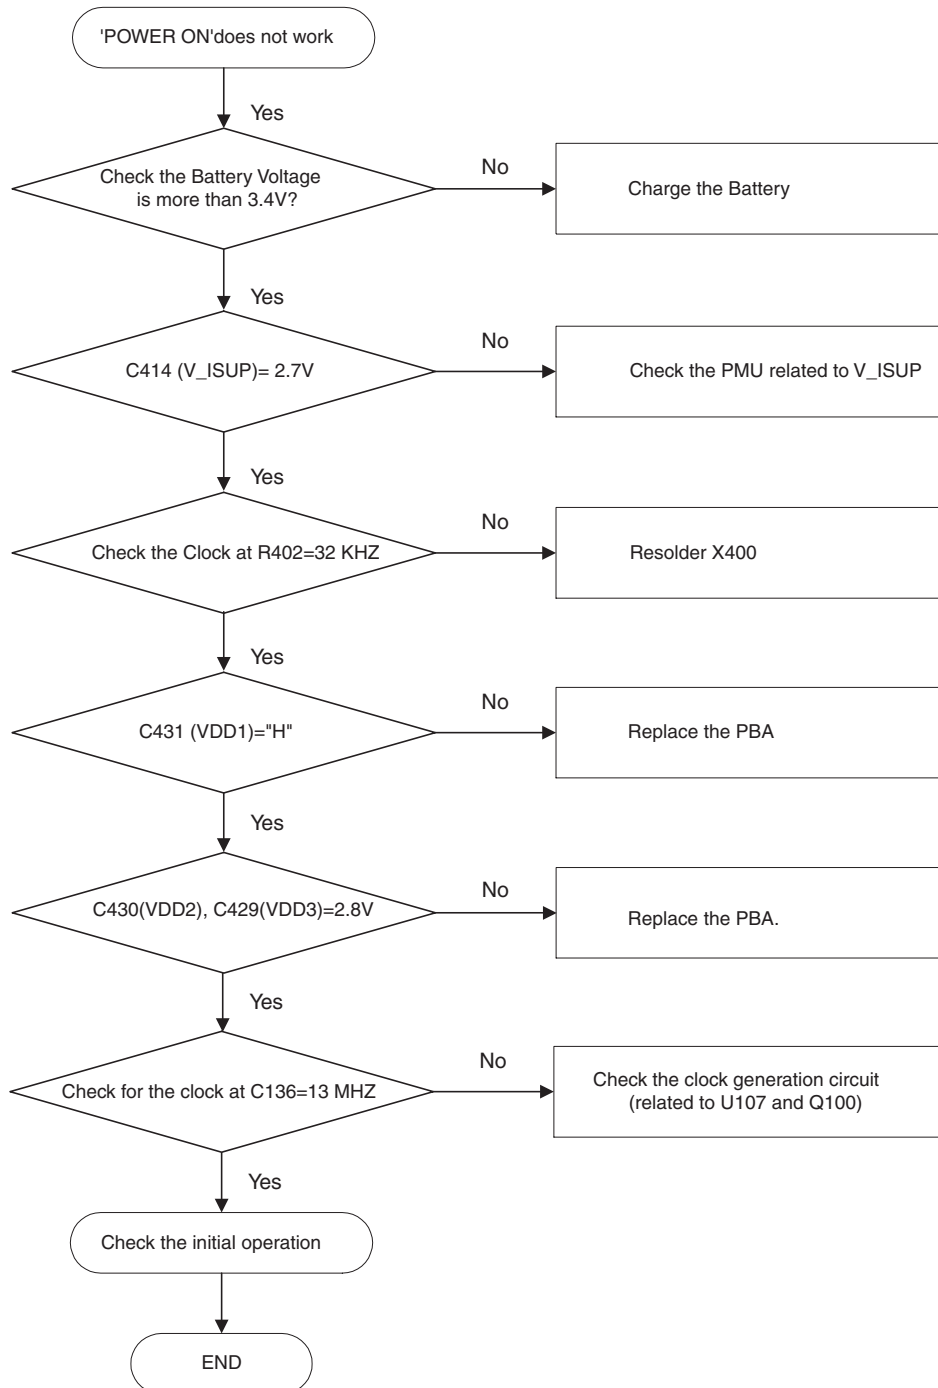 'POWER ON'does not work
Yes
Check the Battery Voltage
is more than 3.4V?
No
Charge the Battery
Yes
C414 (V_ISUP)= 2.7V
No
Check the PMU related to V_ISUP
Yes
Check the Clock at R402=32 KHZ
No
Resolder X400
Yes
C431 (VDD1)="H"
No
Replace the PBA
Yes
C430(VDD2), C429(VDD3)=2.8V
No
Replace the PBA.
Yes
Check for the clock at C136=13 MHZ
No
Check the clock generation circuit
(related to U107 and Q100)
Yes
Check the initial operation
END